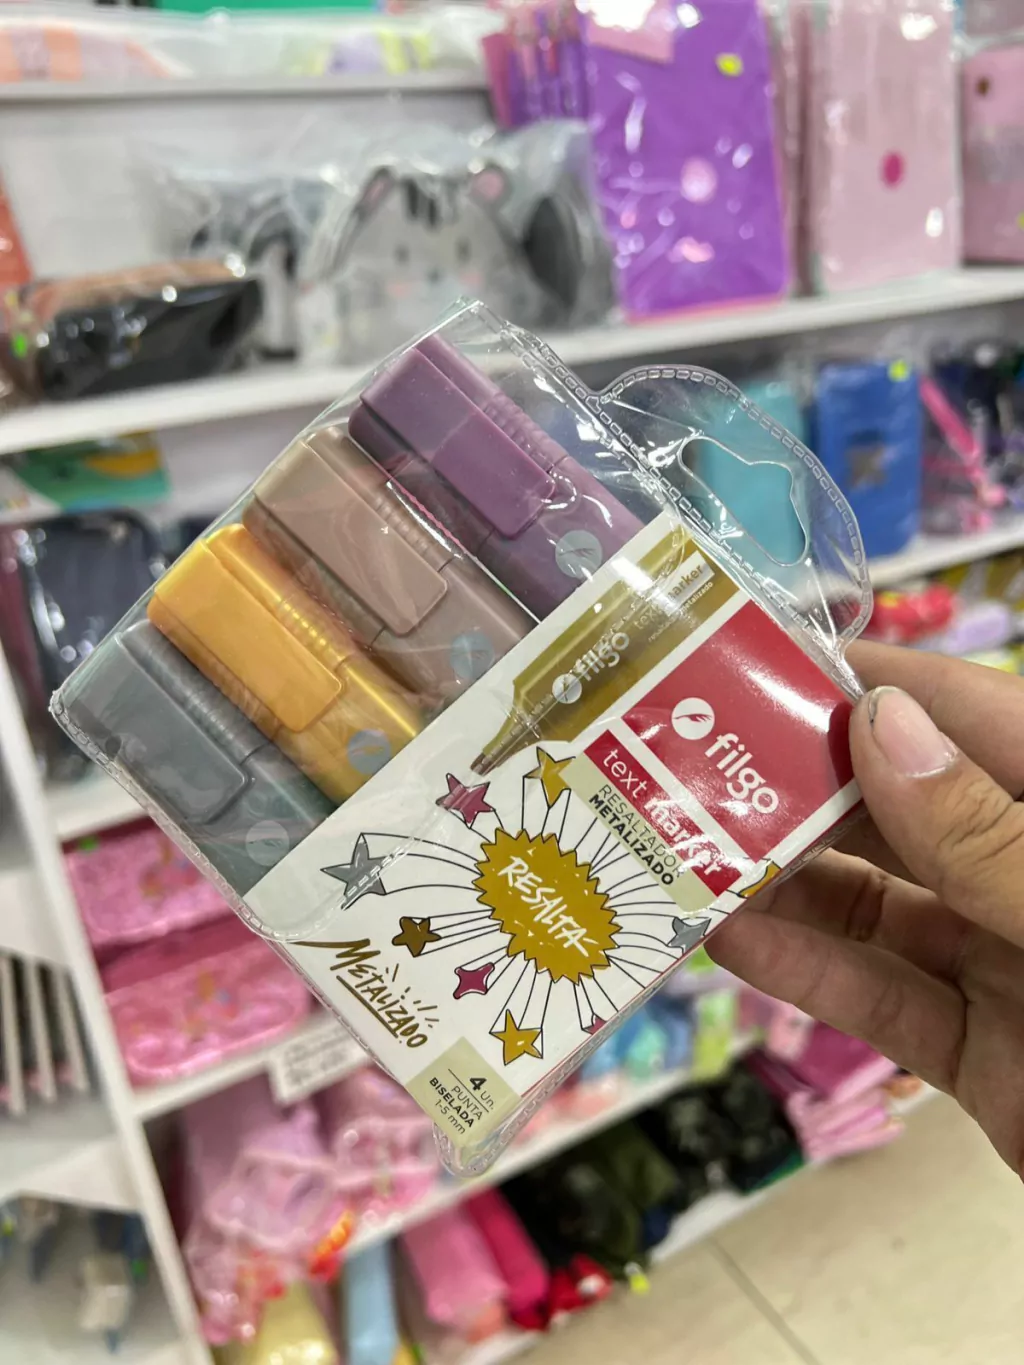 filgo
text marker
RESALTADOR
METALIZADO
filgo
text marker
RESALTA
METALIZADO
4 Un.
PUNTA
BISELADA
1-5 mm